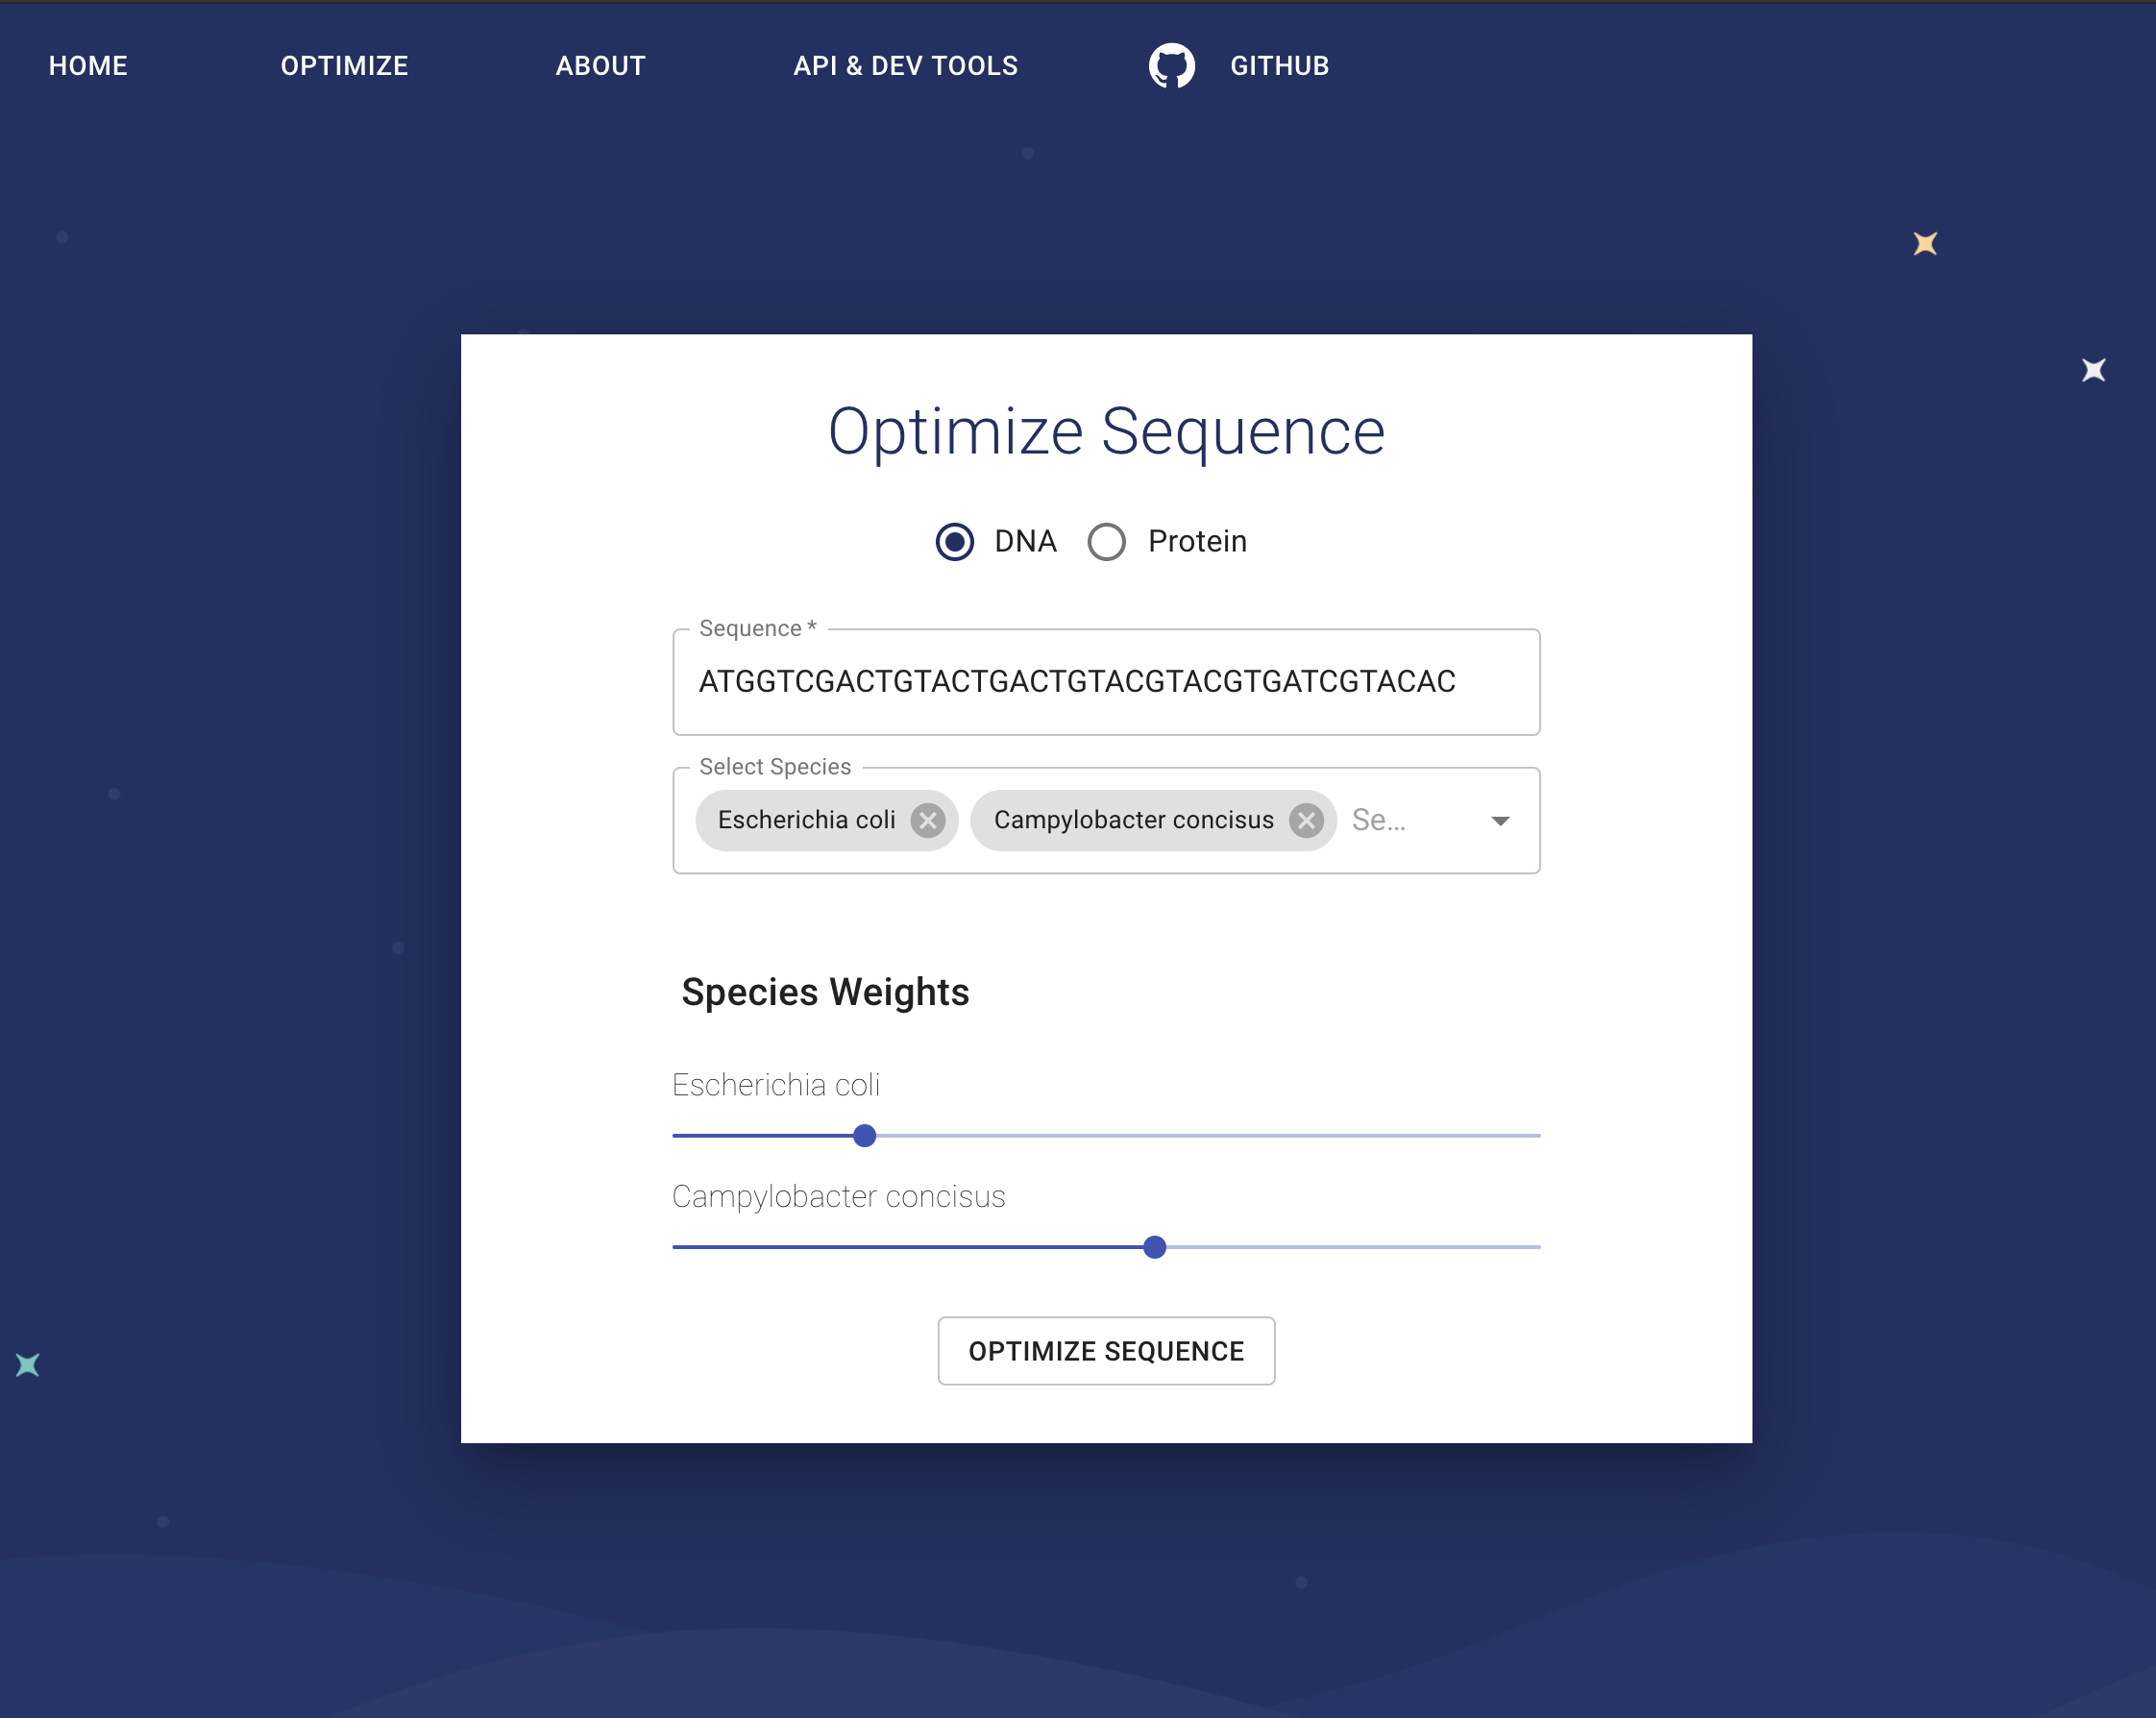 HOME OPTIMIZE ABOUT API & DEV TOOLS GITHUB
Optimize Sequence
DNA Protein
Sequence *
ATGGTCGACTGTACTGACTGTACGTACGTGATCGTACAC
Select Species
Escherichia coli Campylobacter concisus Se...
Species Weights
Escherichia coli
Campylobacter concisus
OPTIMIZE SEQUENCE